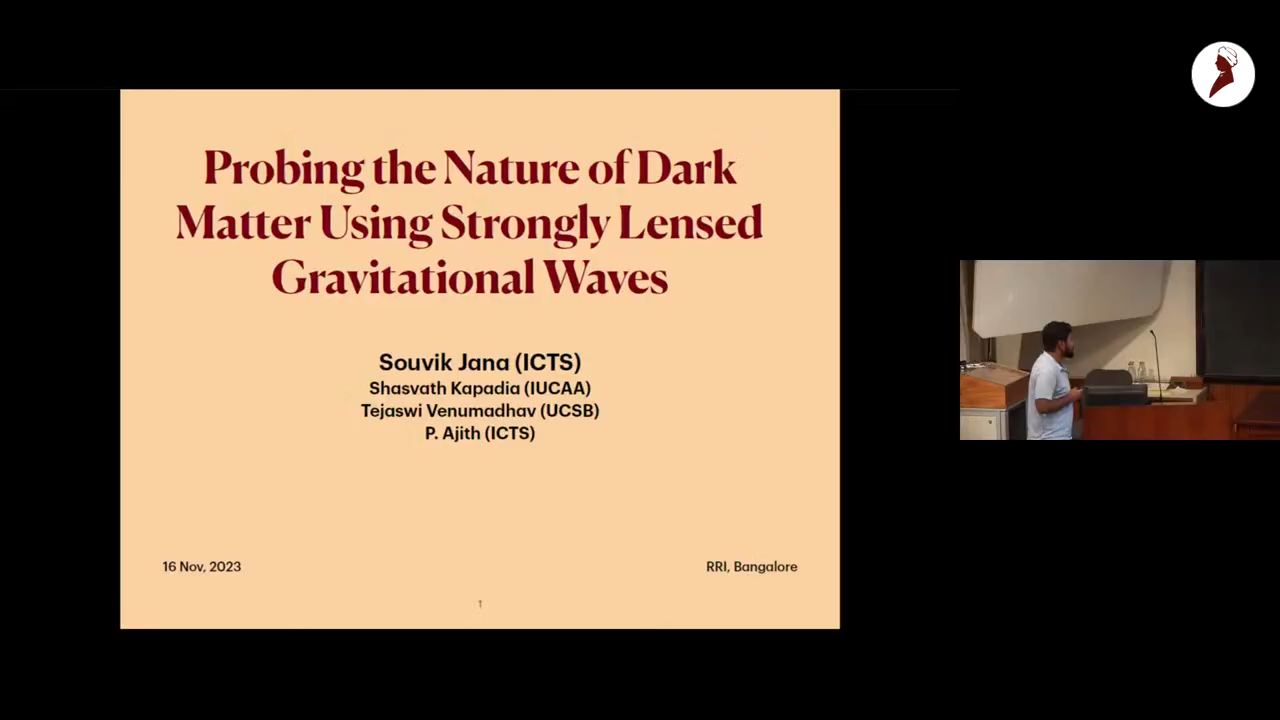 Probing the Nature of Dark
Matter Using Strongly Lensed
Gravitational Waves
Souvik Jana (ICTS)
Shasvath Kapadia (IUCAA)
Tejaswi Venumadhav (UCSB)
P. Ajith (ICTS)
16 Nov, 2023
RRI, Bangalore
1